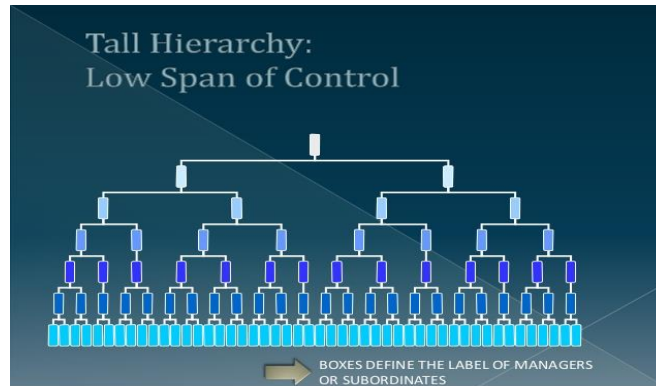 Tall Hierarchy:
Low Span of Control
BOXES DEFINE THE LABEL OF MANAGERS
OR SUBORDINATES